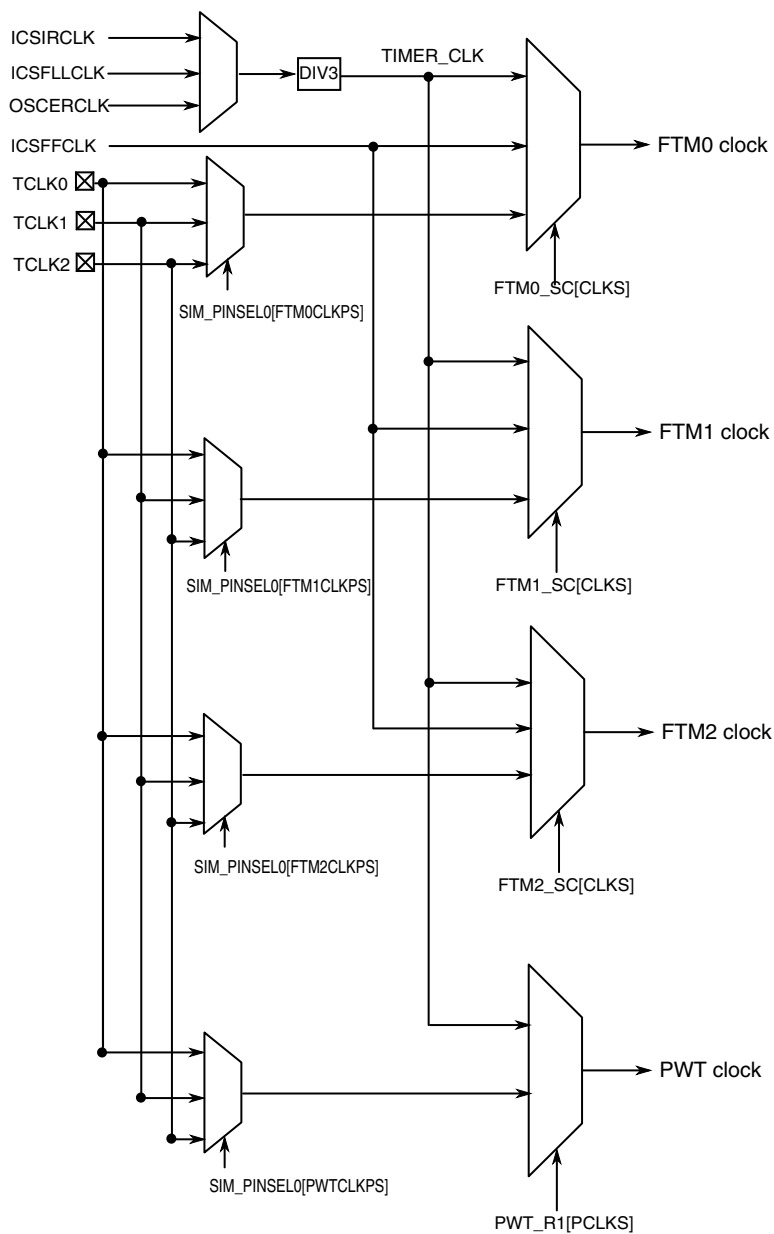 ICSIRCLK
ICSFLLCLK
OSCERCLK
DIV3
TIMER_CLK
ICSFFCLK
FTM0 clock
TCLK0
TCLK1
TCLK2
FTM0_SC[CLKS]
SIM_PINSEL0[FTM0CLKPS]
FTM1 clock
SIM_PINSEL0[FTM1CLKPS]
FTM1_SC[CLKS]
FTM2 clock
SIM_PINSEL0[FTM2CLKPS]
FTM2_SC[CLKS]
PWT clock
SIM_PINSEL0[PWTCLKPS]
PWT_R1[PCLKS]